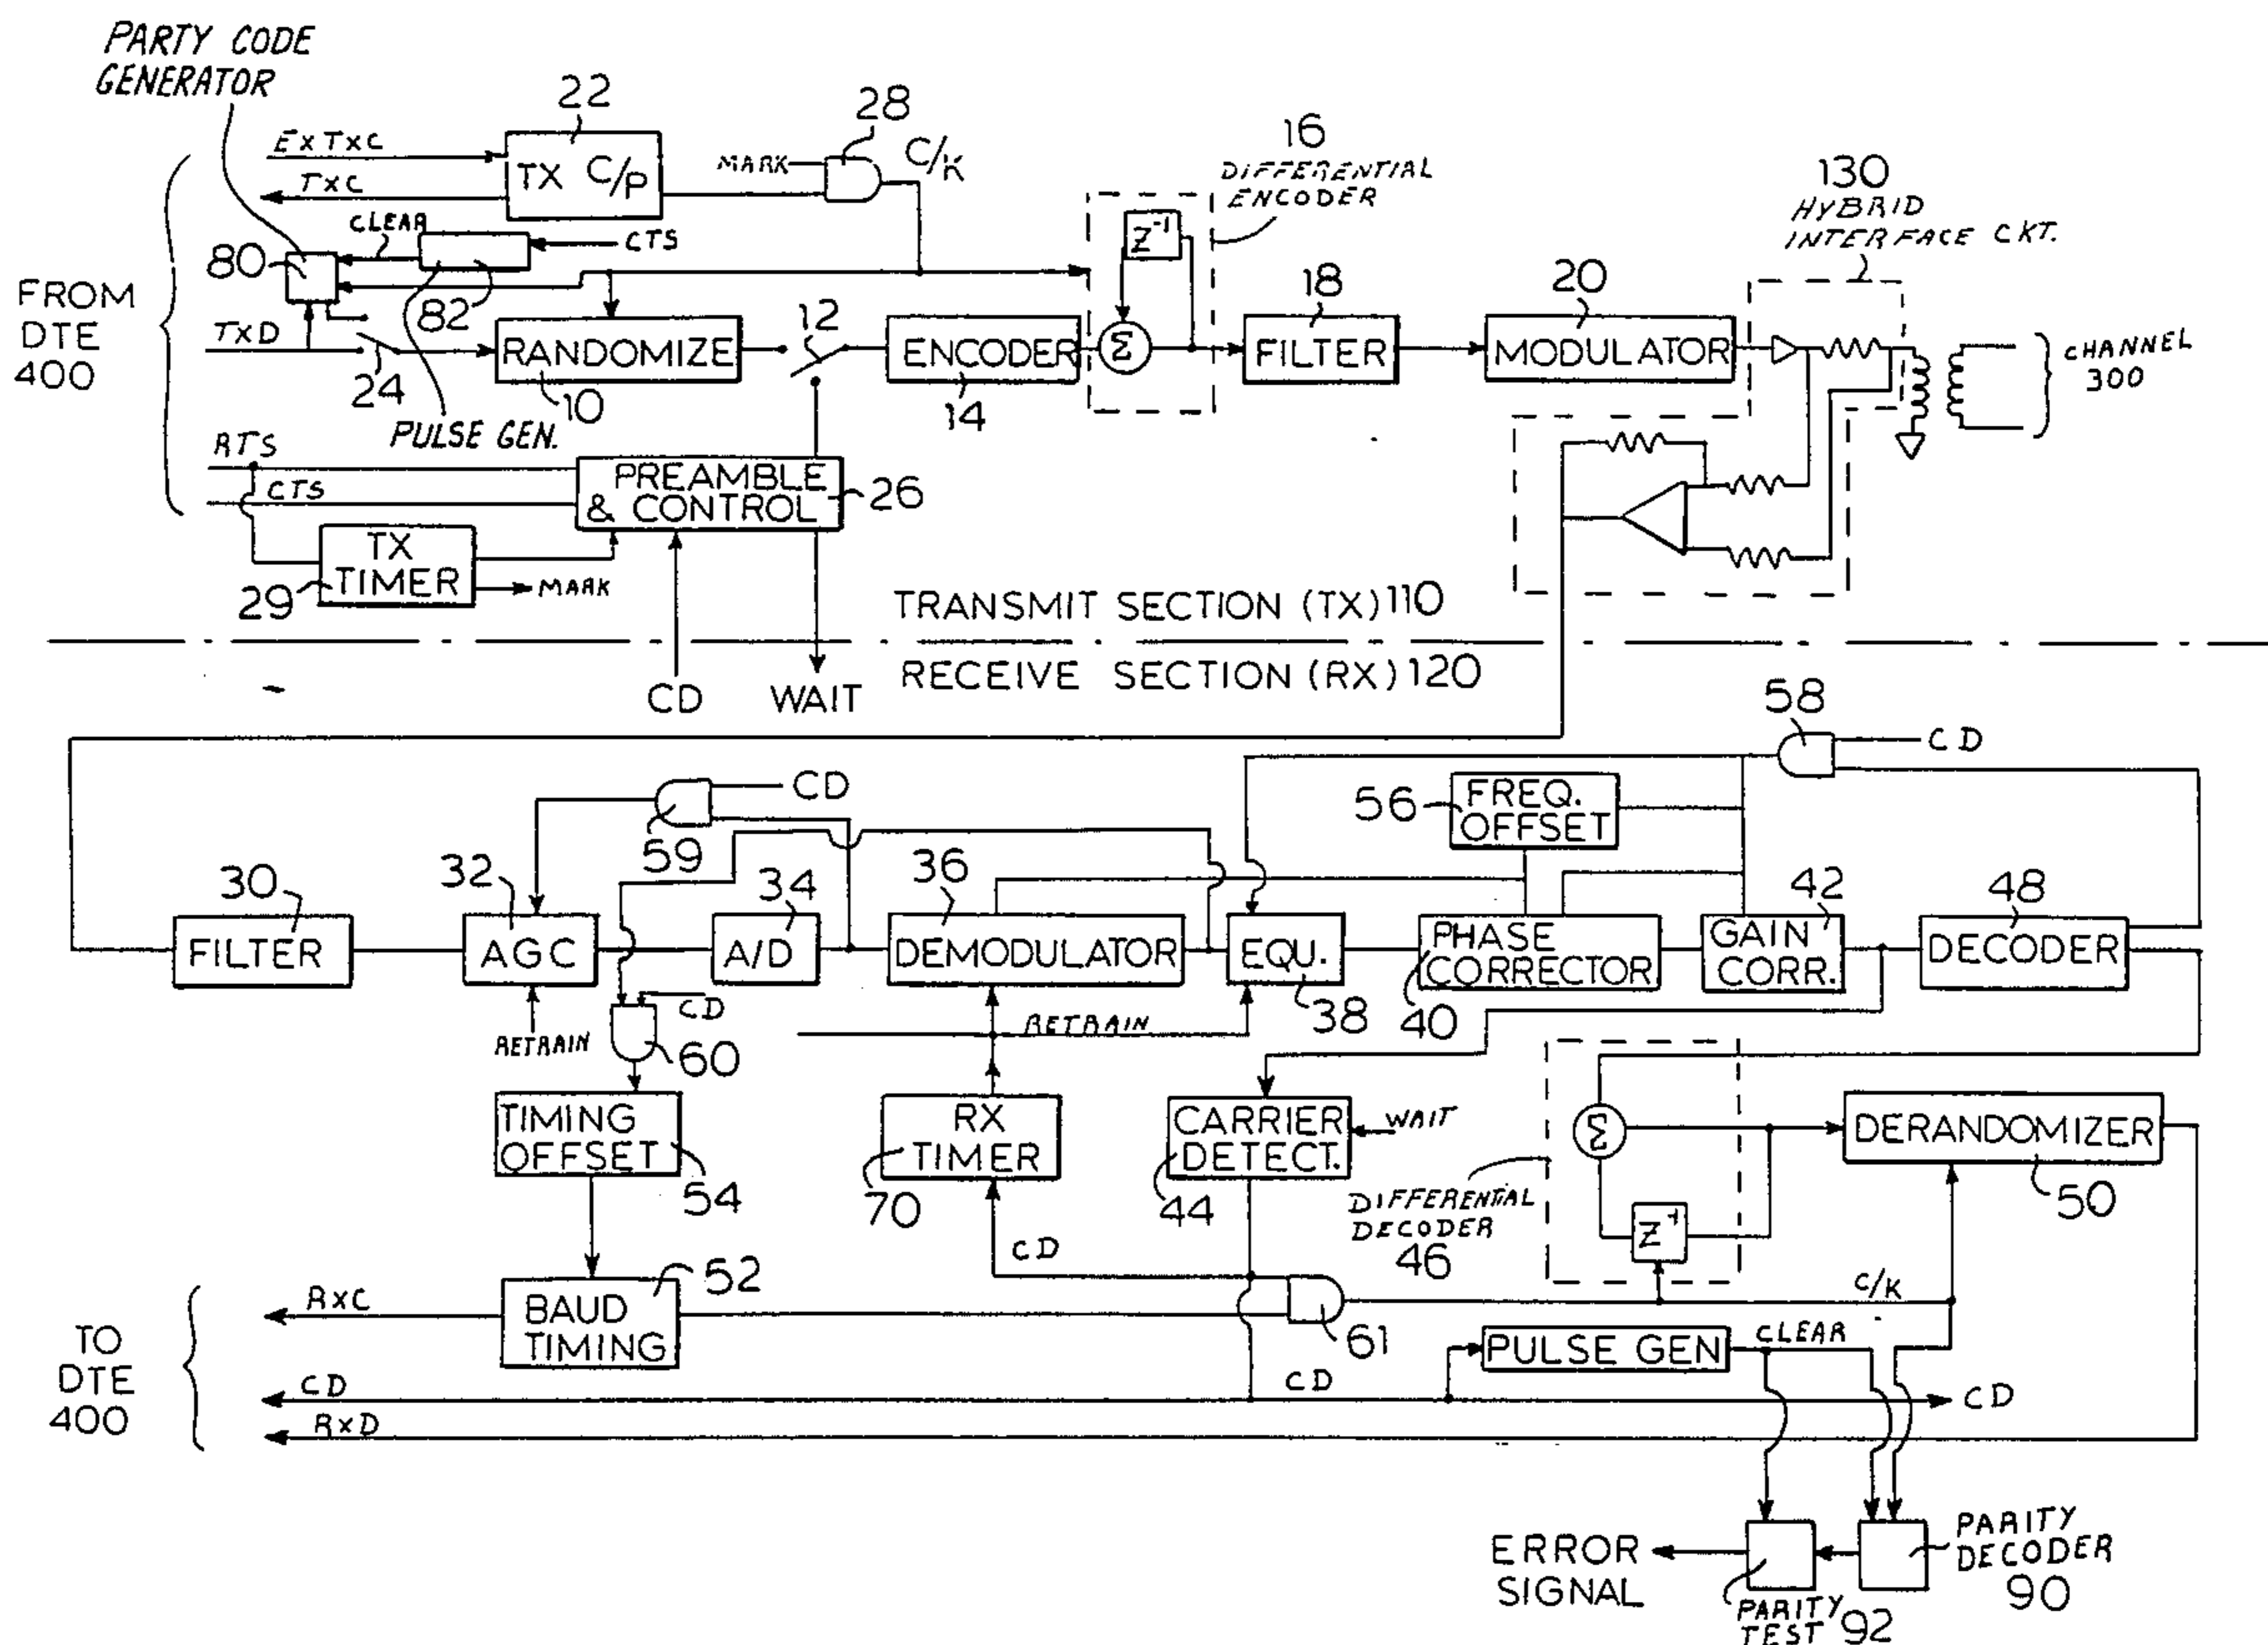 PARTY CODE
GENERATOR
22
28
C/K
16
DIFFERENTIAL
ENCODER
130
HYBRID
INTERFACE CKT.
EXTXC
TXC
TX C/P
MARK
CLEAR
CTS
80
82
Z⁻¹
FROM
DTE
400
TXD
24
RANDOMIZE
10
12
ENCODER
14
Σ
18
FILTER
20
MODULATOR
CHANNEL
300
PULSE GEN.
RTS
CTS
PREAMBLE
& CONTROL
26
TX
TIMER
29
MARK
TRANSMIT SECTION (TX) 110
RECEIVE SECTION (RX) 120
CD
WAIT
58
CD
CD
59
56
FREQ.
OFFSET
30
FILTER
32
AGC
34
A/D
36
DEMODULATOR
EQU.
38
PHASE
CORRECTOR
40
42
GAIN
CORR.
48
DECODER
RETRAIN
CD
60
RETRAIN
TIMING
OFFSET
54
RX
TIMER
70
CARRIER
DETECT.
44
WAIT
Σ
DERANDOMIZER
50
DIFFERENTIAL
DECODER
46
Z⁻¹
CD
C/K
RXC
52
BAUD
TIMING
61
TO
DTE
400
PULSE GEN
CLEAR
CD
CD
CD
RXD
ERROR
SIGNAL
PARITY
TEST 92
PARITY
DECODER
90